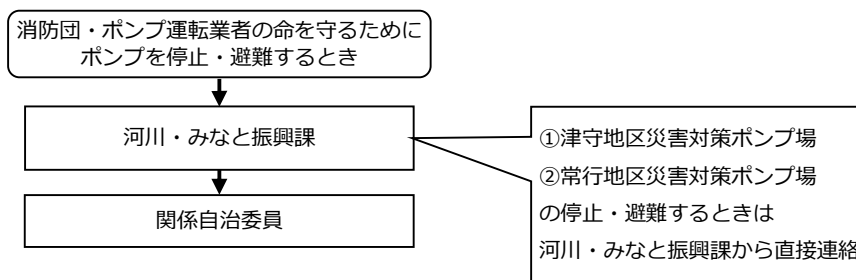 消防団・ポンプ運転業者の命を守るために
ポンプを停止・避難するとき
河川・みなと振興課
関係自治委員
①津守地区災害対策ポンプ場
②常行地区災害対策ポンプ場
の停止・避難するときは
河川・みなと振興課から直接連絡